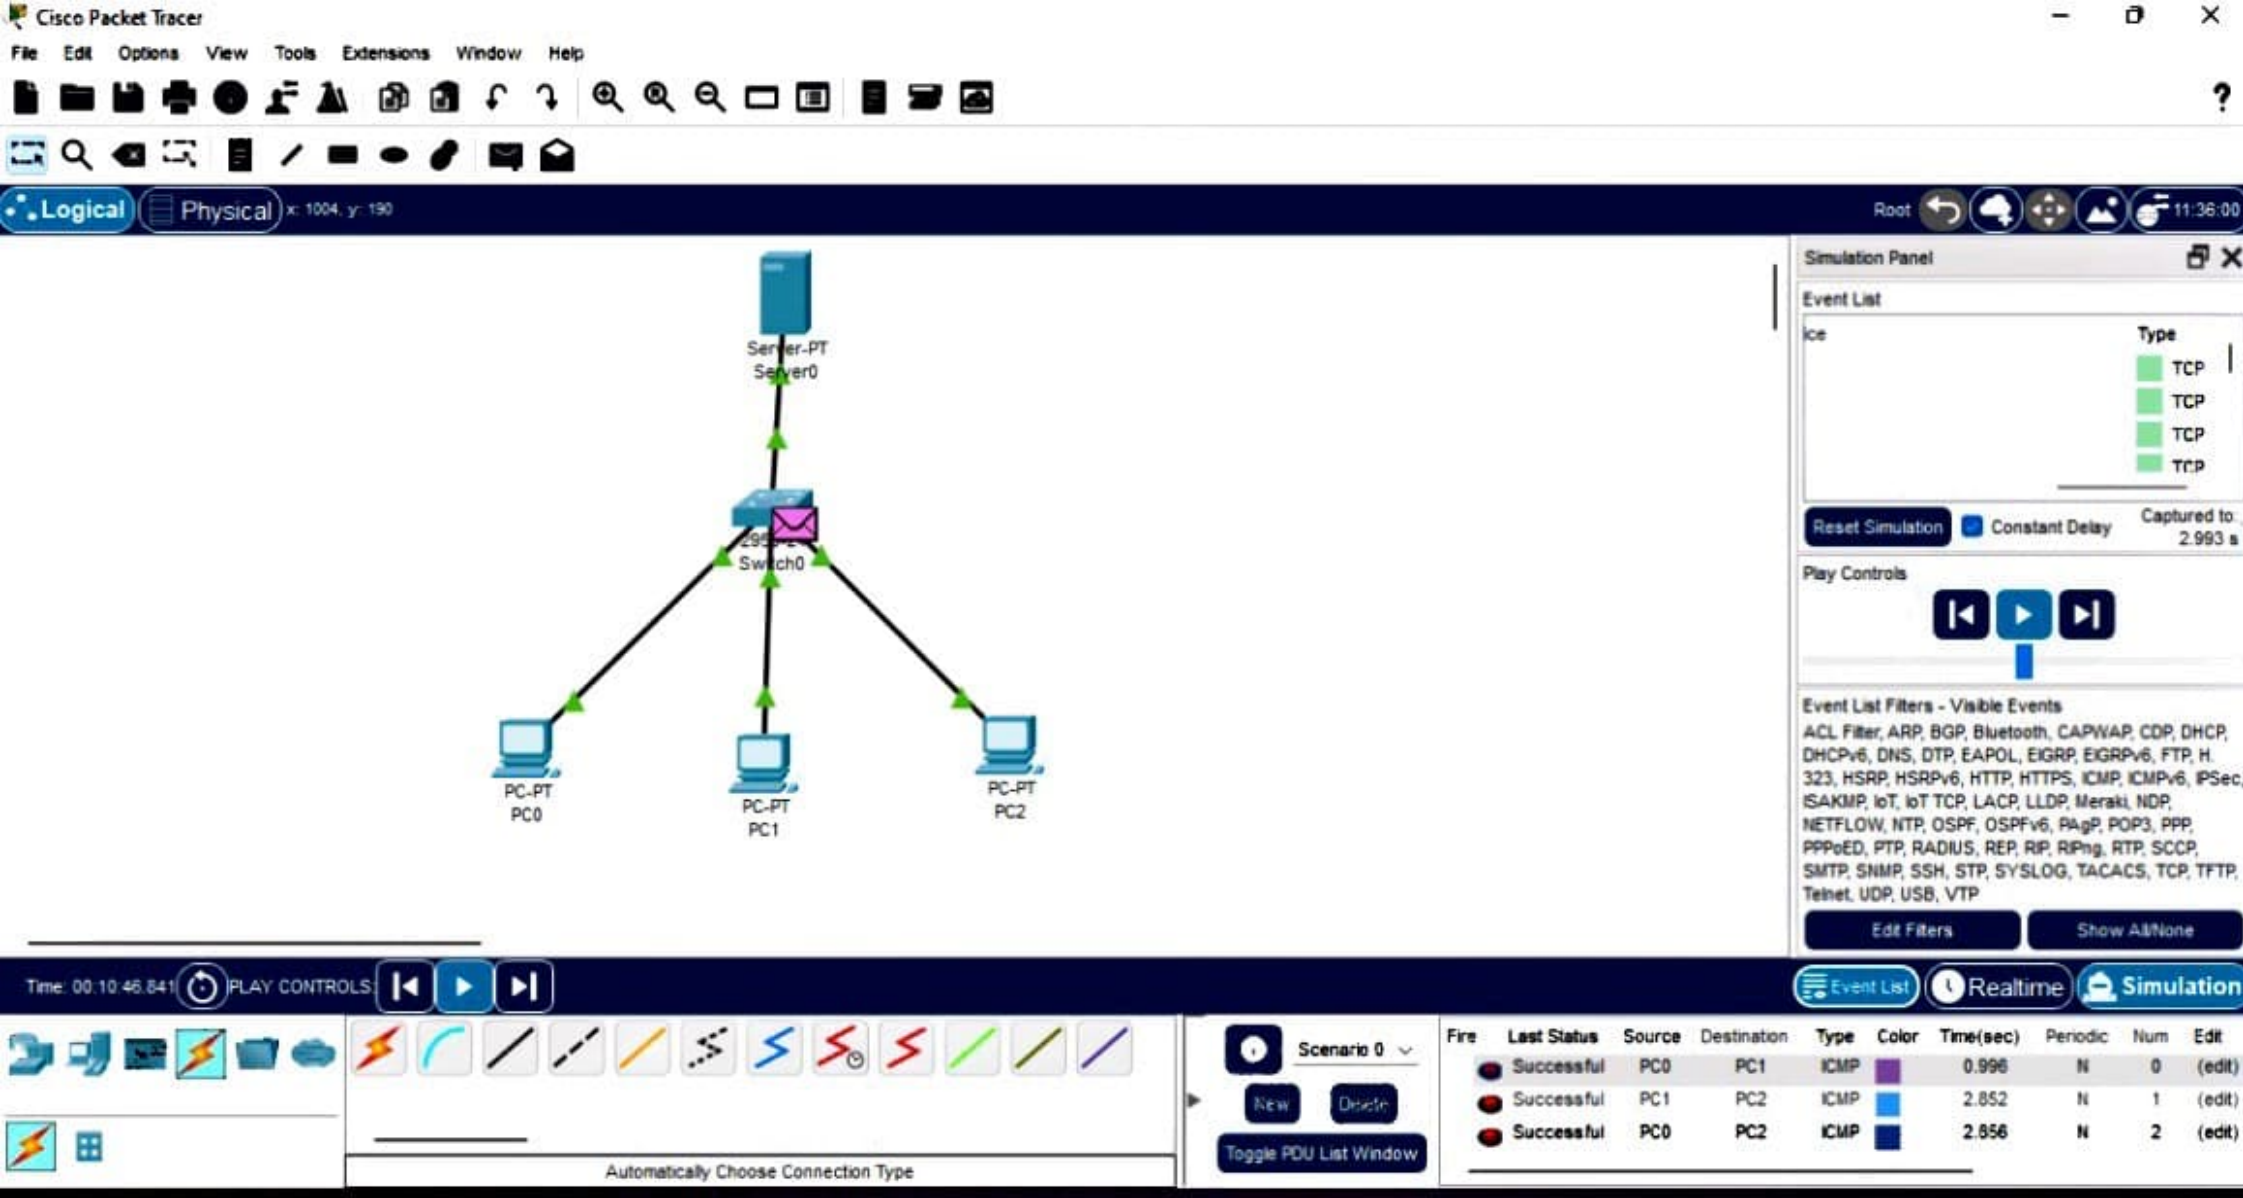 Cisco Packet Tracer
File Edit Options View Tools Extensions Window Help
?
Logical Physical x: 1004, y: 190 Root 11:36:00
Simulation Panel
Event List
ice Type
TCP
TCP
TCP
TCP
Reset Simulation Constant Delay Captured to:
2.993 s
Play Controls
Event List Filters - Visible Events
ACL Filter, ARP, BGP, Bluetooth, CAPWAP, CDP, DHCP,
DHCPv6, DNS, DTP, EAPOL, EIGRP, EIGRPv6, FTP, H.
323, HSRP, HSRPv6, HTTP, HTTPS, ICMP, ICMPv6, IPSec,
ISAKMP, IoT, IoT TCP, LACP, LLDP, Meraki, NDP,
NETFLOW, NTP, OSPF, OSPFv6, PAgP, POP3, PPP,
PPPoED, PTP, RADIUS, REP, RIP, RIPng, RTP, SCCP,
SMTP, SNMP, SSH, STP, SYSLOG, TACACS, TCP, TFTP,
Telnet, UDP, USB, VTP
Edit Filters Show All/None
Server-PT
Server0
Switch0
PC-PT
PC0
PC-PT
PC1
PC-PT
PC2
Time: 00:10:46.841 PLAY CONTROLS: Event List Realtime Simulation
Scenario 0
New Delete
Toggle PDU List Window
Automatically Choose Connection Type
Fire Last Status Source Destination Type Color Time(sec) Periodic Num Edit
Successful PC0 PC1 ICMP 0.996 N 0 (edit)
Successful PC1 PC2 ICMP 2.852 N 1 (edit)
Successful PC0 PC2 ICMP 2.856 N 2 (edit)